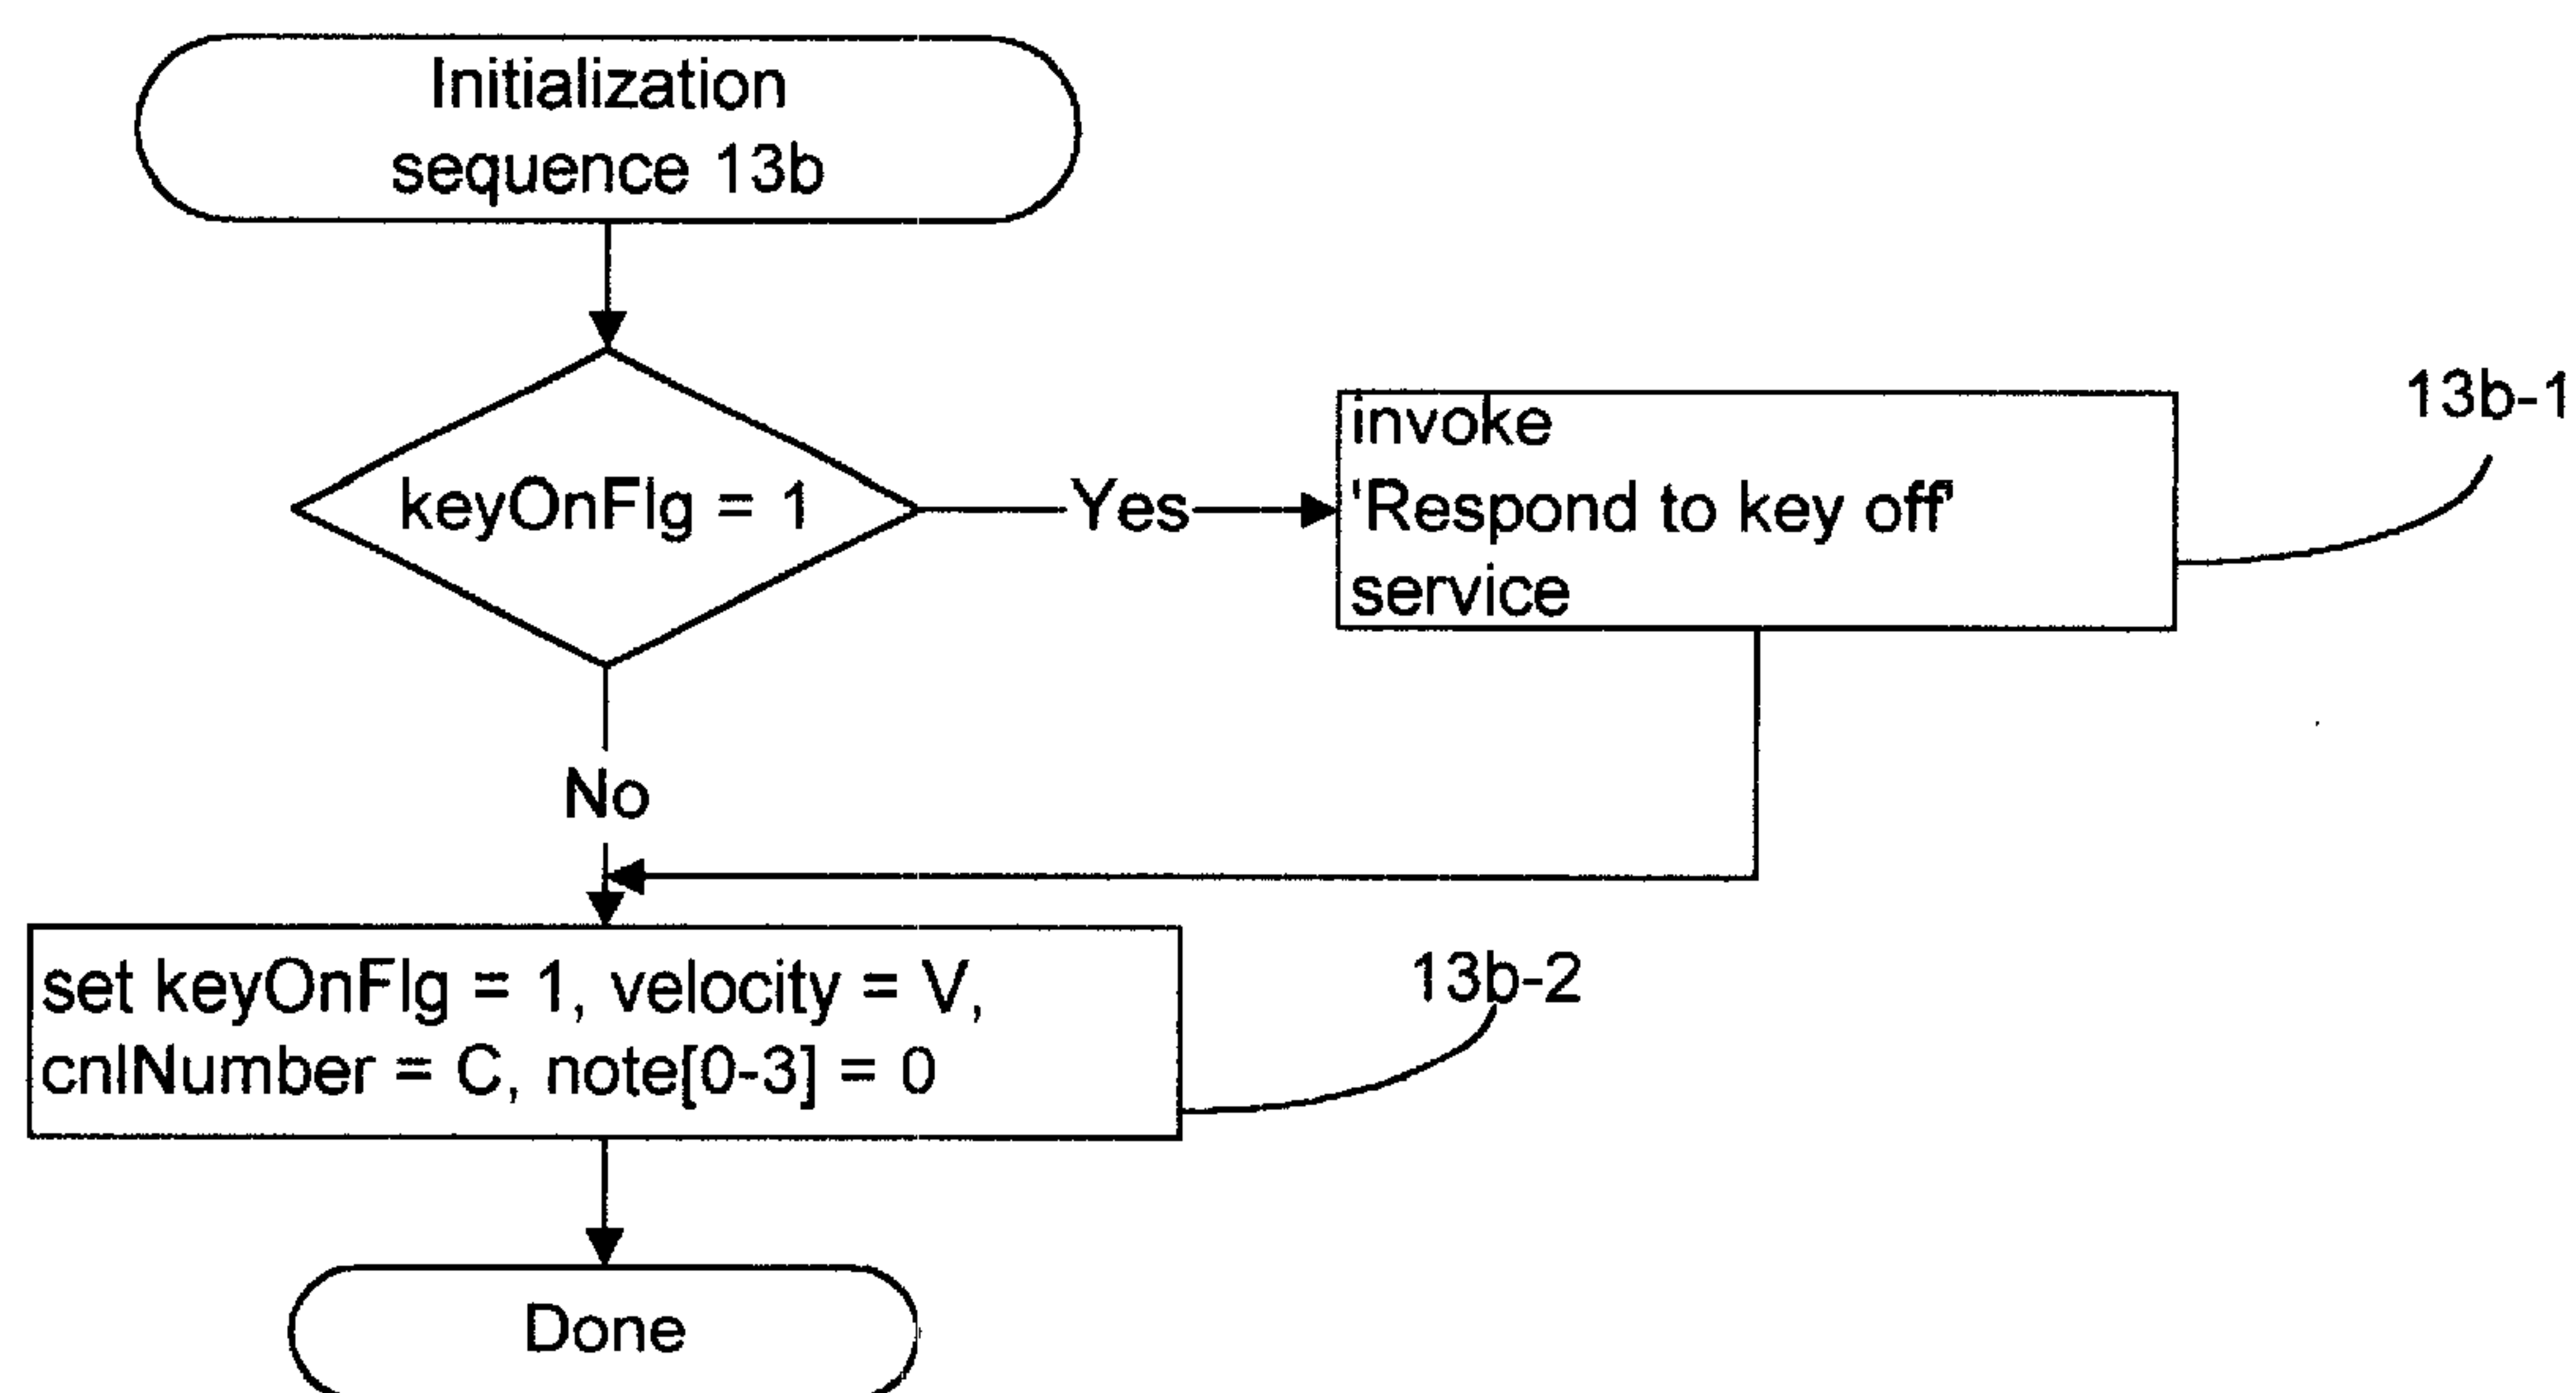 Initialization
sequence 13b
keyOnFlg = 1
Yes
invoke
'Respond to key off'
service
13b-1
No
set keyOnFlg = 1, velocity = V,
cnlNumber = C, note[0-3] = 0
13b-2
Done